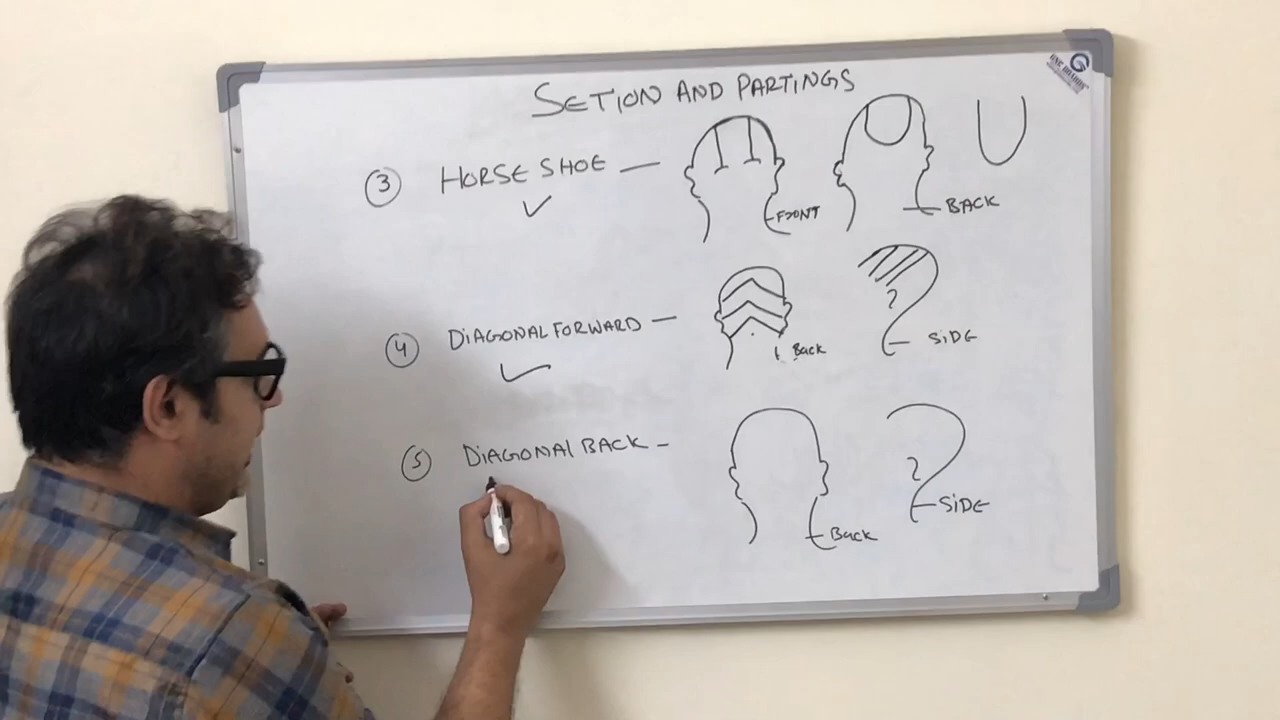 SETION AND PARTINGS
3 HORSE SHOE —
FRONT
BACK
4 DIAGONAL FORWARD —
Back
SIDE
5 DIAGONAL BACK -
Back
SIDE